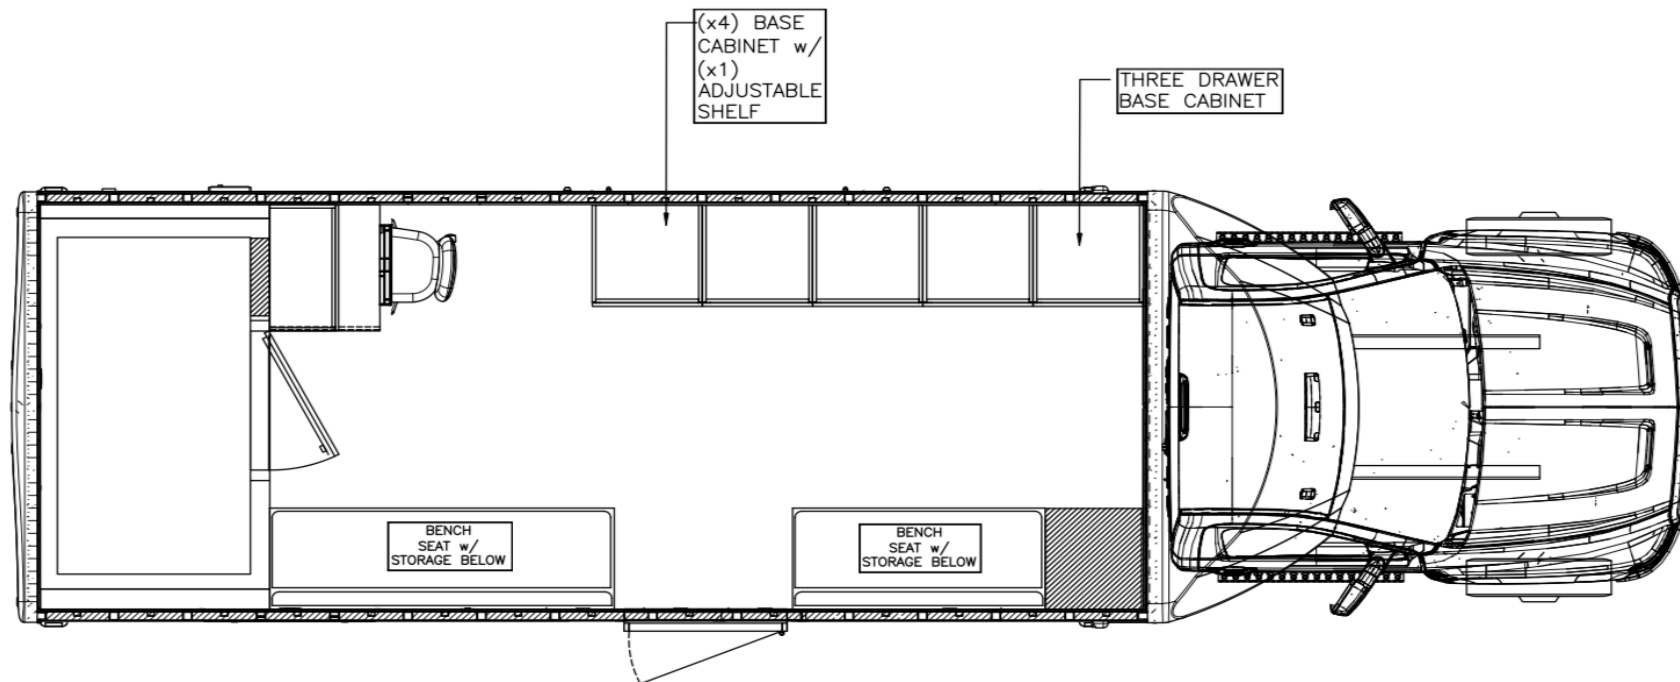 (x4) BASE
CABINET w/
(x1)
ADJUSTABLE
SHELF
THREE DRAWER
BASE CABINET
BENCH
SEAT w/
STORAGE BELOW
BENCH
SEAT w/
STORAGE BELOW